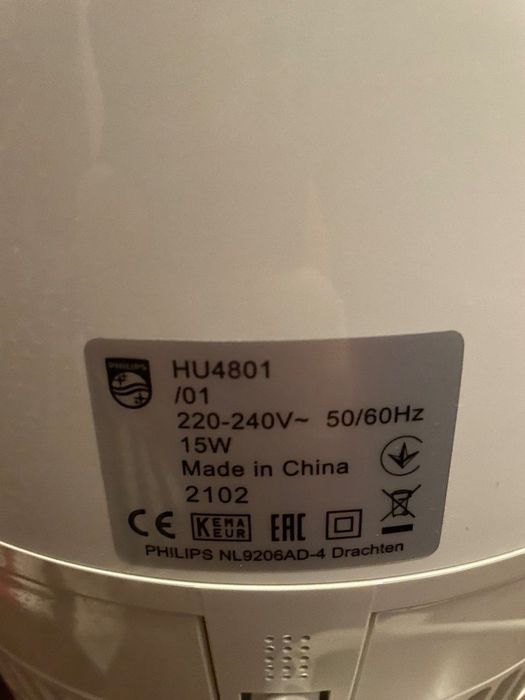 PHILIPS
HU4801
/01
220-240V~ 50/60Hz
15W
Made in China
2102
CE KEMA KEUR EAC
PHILIPS NL9206AD-4 Drachten